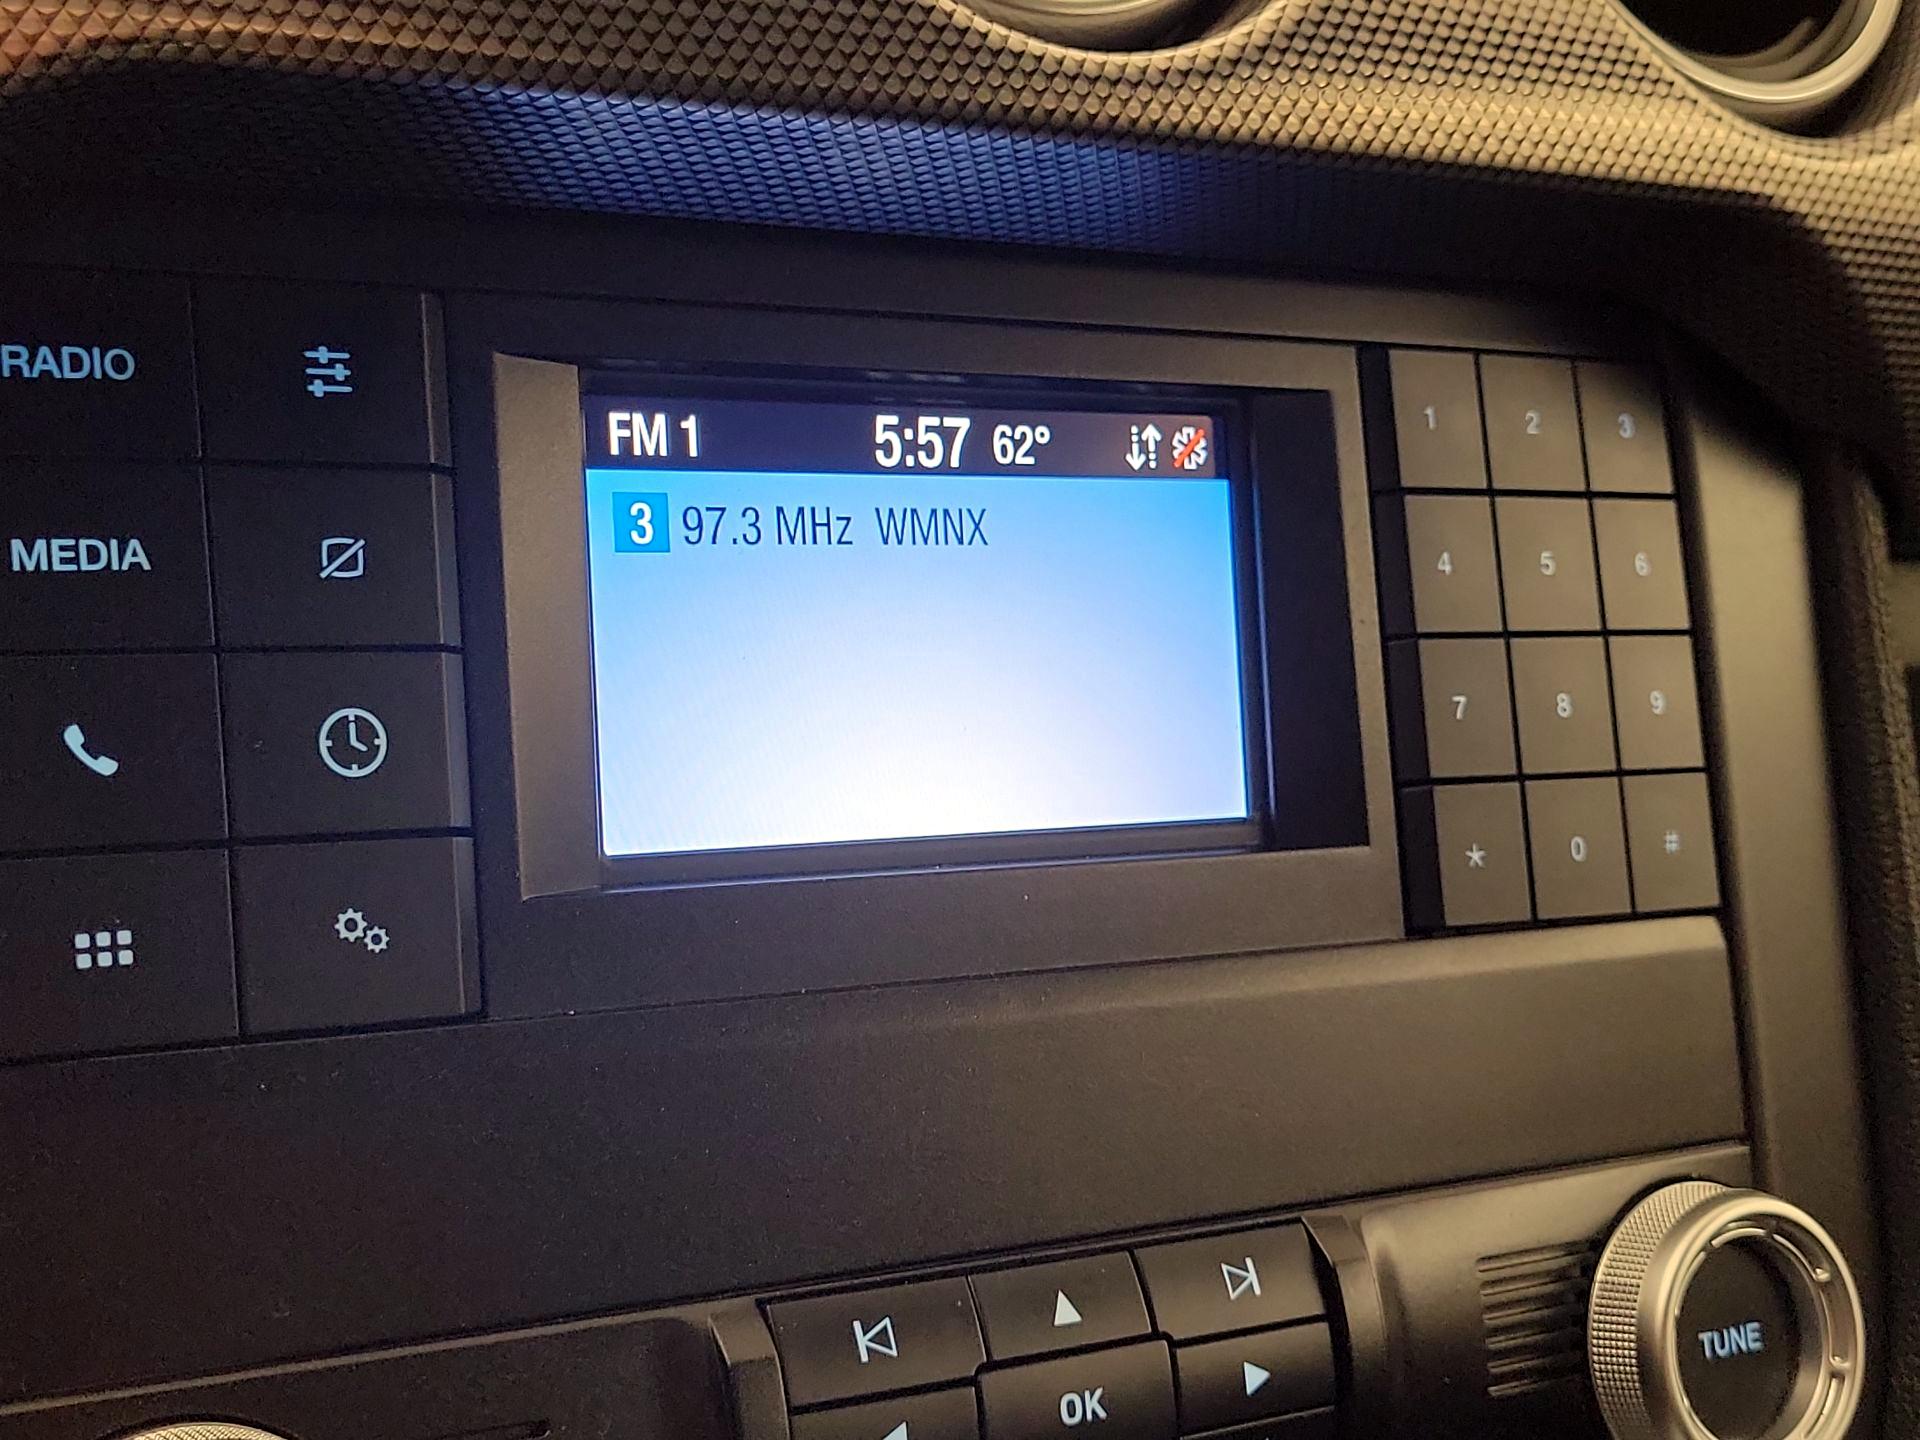 RADIO
MEDIA
FM 1 5:57 62°
3 97.3 MHz WMNX
1 2 3
4 5 6
7 8 9
* 0 #
OK
TUNE